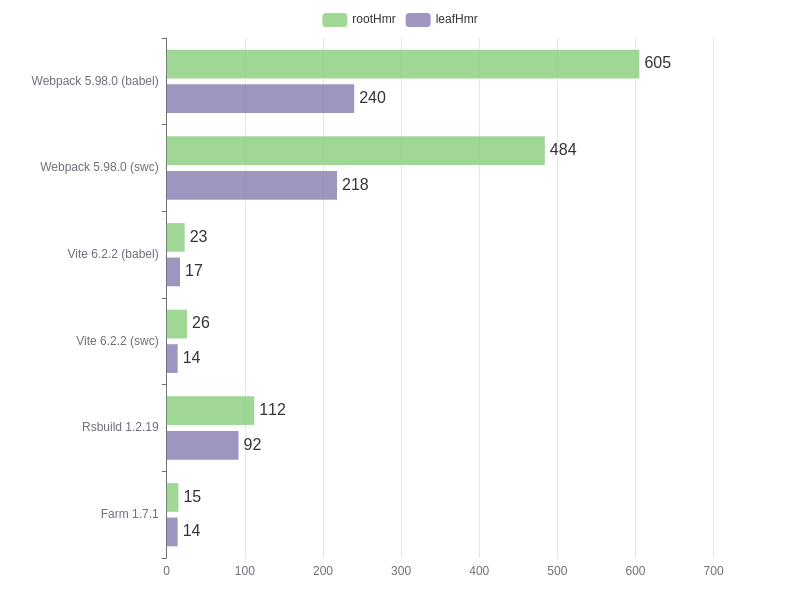 rootHmr leafHmr
Webpack 5.98.0 (babel)
605
240
Webpack 5.98.0 (swc)
484
218
Vite 6.2.2 (babel)
23
17
Vite 6.2.2 (swc)
26
14
Rsbuild 1.2.19
112
92
Farm 1.7.1
15
14
0 100 200 300 400 500 600 700